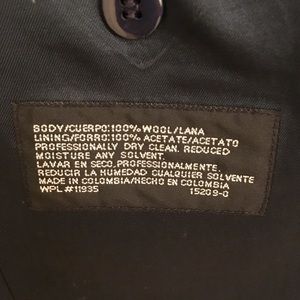 BODY/CUERPO:100% WOOL/LANA
LINING/FORRO:100% ACETATE/ACETATO
PROFESSIONALLY DRY CLEAN. REDUCED
MOISTURE ANY SOLVENT.
LAVAR EN SECO.PROFESSIONALMENTE.
REDUCIR LA HUMEDAD CUALQUIER SOLVENTE
MADE IN COLOMBIA/HECHO EN COLOMBIA
WPL #11935 15209-0